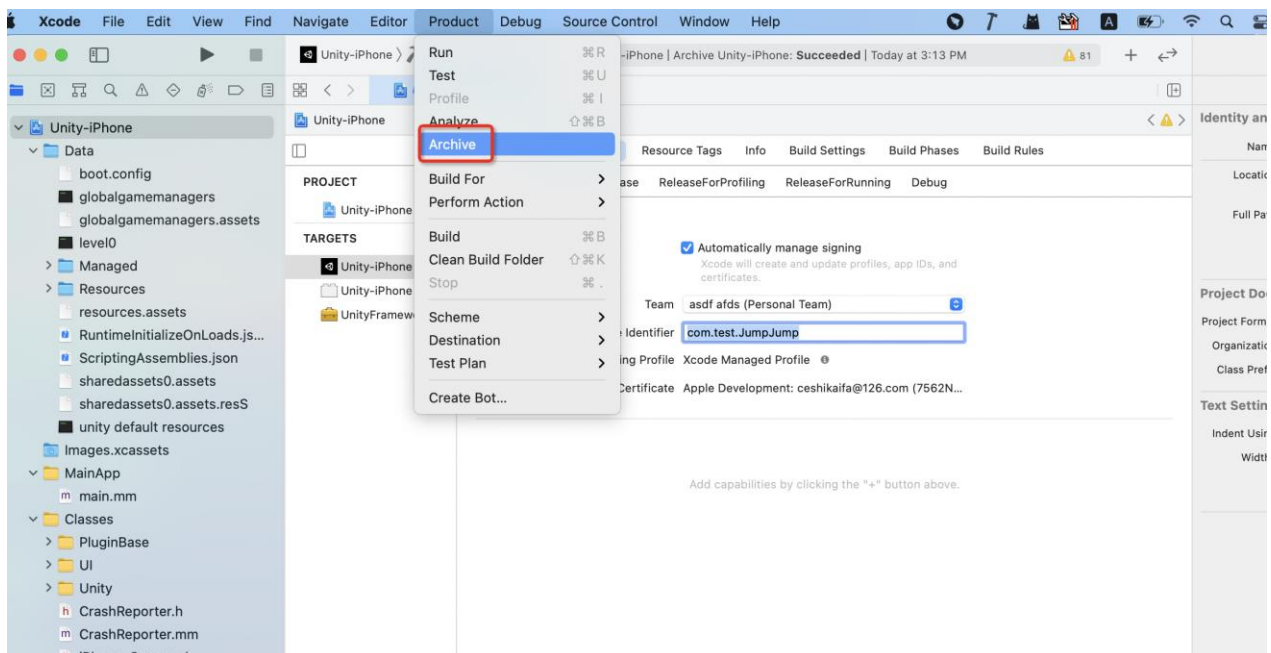 Xcode File Edit View Find Navigate Editor Product Debug Source Control Window Help
Unity-iPhone
-iPhone | Archive Unity-iPhone: Succeeded | Today at 3:13 PM
81
Unity-iPhone
Data
boot.config
globalgamemanagers
globalgamemanagers.assets
level0
Managed
Resources
resources.assets
RuntimeInitializeOnLoads.js...
ScriptingAssemblies.json
sharedassets0.assets
sharedassets0.assets.resS
unity default resources
Images.xcassets
MainApp
main.mm
Classes
PluginBase
UI
Unity
CrashReporter.h
CrashReporter.mm
Unity-iPhone
PROJECT
Unity-iPhone
TARGETS
Unity-iPhone
Unity-iPhone
UnityFramew
Run ⌘R
Test ⌘U
Profile ⌘I
Analyze ⇧⌘B
Archive
Build For
Perform Action
Build ⌘B
Clean Build Folder ⇧⌘K
Stop ⌘.
Scheme
Destination
Test Plan
Create Bot...
Resource Tags Info Build Settings Build Phases Build Rules
ase ReleaseForProfiling ReleaseForRunning Debug
Automatically manage signing
Xcode will create and update profiles, app IDs, and
certificates.
Team asdf afds (Personal Team)
Identifier com.test.JumpJump
ing Profile Xcode Managed Profile
Certificate Apple Development: ceshikaifa@126.com (7562N...
Add capabilities by clicking the "+" button above.
Identity an
Nam
Locatio
Full Pa
Project Do
Project Form
Organizatio
Class Pref
Text Settin
Indent Usin
Width